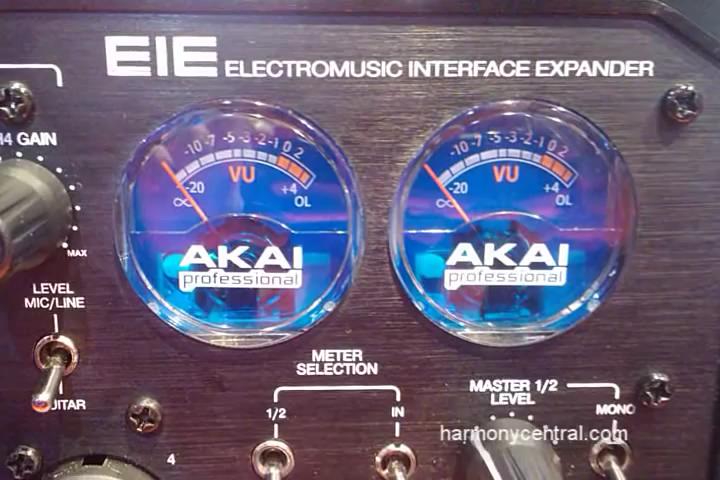 EIE ELECTROMUSIC INTERFACE EXPANDER
H4 GAIN
MAX
-20 -10 -7 -5 -3 -2 -1 0 2 +4
VU
∞ OL
AKAI
professional
-20 -10 -7 -5 -3 -2 -1 0 2 +4
VU
∞ OL
AKAI
professional
LEVEL
MIC/LINE
UITAR
METER
SELECTION
1/2
IN
MASTER 1/2
LEVEL
MONO
4
harmonycentral.com